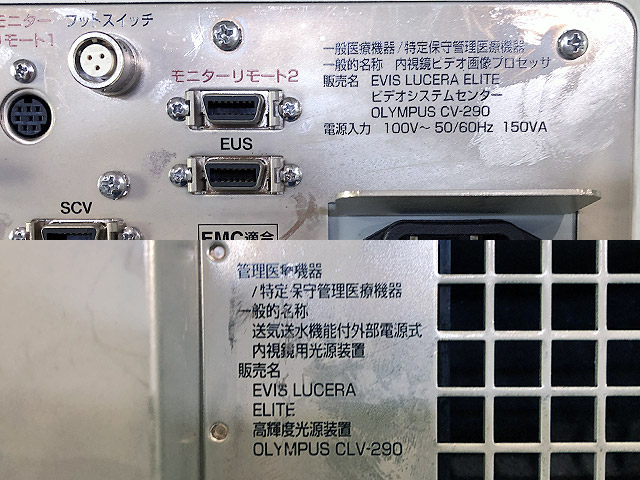 モニター
リモート1
フットスイッチ
モニターリモート2
EUS
SCV
EMC適合
一般医療機器/特定保守管理医療機器
一般的名称 内視鏡ビデオ画像プロセッサ
販売名 EVIS LUCERA ELITE
ビデオシステムセンター
OLYMPUS CV-290
電源入力 100V～ 50/60Hz 150VA
管理医療機器
/特定保守管理医療機器
一般的名称
送気送水機能付外部電源式
内視鏡用光源装置
販売名
EVIS LUCERA
ELITE
高輝度光源装置
OLYMPUS CLV-290